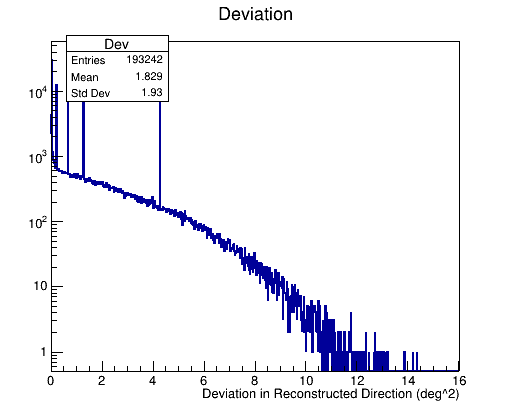 Deviation
Dev
Entries 193242
Mean 1.829
Std Dev 1.93
10^4
10^3
10^2
10
1
0 2 4 6 8 10 12 14 16
Deviation in Reconstructed Direction (deg^2)